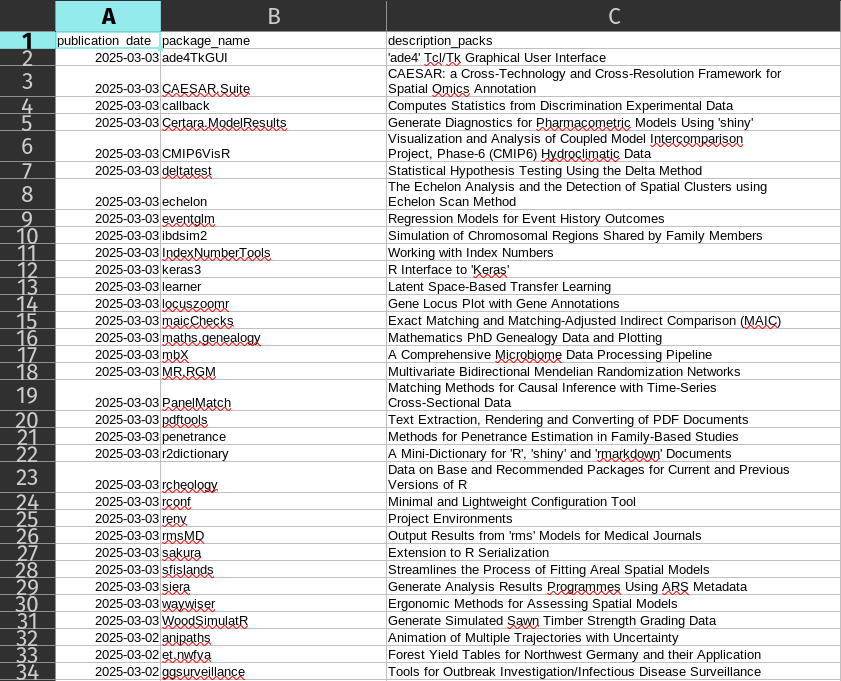 A B C
1 publication_date package_name description_packs
2 2025-03-03 ade4TkGUI 'ade4' Tcl/Tk Graphical User Interface
CAESAR: a Cross-Technology and Cross-Resolution Framework for
3 2025-03-03 CAESAR.Suite Spatial Omics Annotation
4 2025-03-03 callback Computes Statistics from Discrimination Experimental Data
5 2025-03-03 Certara.ModelResults Generate Diagnostics for Pharmacometric Models Using 'shiny'
Visualization and Analysis of Coupled Model Intercomparison
6 2025-03-03 CMIP6VisR Project, Phase-6 (CMIP6) Hydroclimatic Data
7 2025-03-03 deltatest Statistical Hypothesis Testing Using the Delta Method
The Echelon Analysis and the Detection of Spatial Clusters using
8 2025-03-03 echelon Echelon Scan Method
9 2025-03-03 eventglm Regression Models for Event History Outcomes
10 2025-03-03 ibdsim2 Simulation of Chromosomal Regions Shared by Family Members
11 2025-03-03 IndexNumberTools Working with Index Numbers
12 2025-03-03 keras3 R Interface to 'Keras'
13 2025-03-03 learner Latent Space-Based Transfer Learning
14 2025-03-03 locuszoomr Gene Locus Plot with Gene Annotations
15 2025-03-03 maicChecks Exact Matching and Matching-Adjusted Indirect Comparison (MAIC)
16 2025-03-03 maths.genealogy Mathematics PhD Genealogy Data and Plotting
17 2025-03-03 mbX A Comprehensive Microbiome Data Processing Pipeline
18 2025-03-03 MR.RGM Multivariate Bidirectional Mendelian Randomization Networks
Matching Methods for Causal Inference with Time-Series
19 2025-03-03 PanelMatch Cross-Sectional Data
20 2025-03-03 pdftools Text Extraction, Rendering and Converting of PDF Documents
21 2025-03-03 penetrance Methods for Penetrance Estimation in Family-Based Studies
22 2025-03-03 r2dictionary A Mini-Dictionary for 'R', 'shiny' and 'rmarkdown' Documents
Data on Base and Recommended Packages for Current and Previous
23 2025-03-03 rcheology Versions of R
24 2025-03-03 rconf Minimal and Lightweight Configuration Tool
25 2025-03-03 renv Project Environments
26 2025-03-03 rmsMD Output Results from 'rms' Models for Medical Journals
27 2025-03-03 sakura Extension to R Serialization
28 2025-03-03 sfislands Streamlines the Process of Fitting Areal Spatial Models
29 2025-03-03 siera Generate Analysis Results Programmes Using ARS Metadata
30 2025-03-03 waywiser Ergonomic Methods for Assessing Spatial Models
31 2025-03-03 WoodSimulatR Generate Simulated Sawn Timber Strength Grading Data
32 2025-03-02 anipaths Animation of Multiple Trajectories with Uncertainty
33 2025-03-02 et.nwfva Forest Yield Tables for Northwest Germany and their Application
34 2025-03-02 ggsurveillance Tools for Outbreak Investigation/Infectious Disease Surveillance